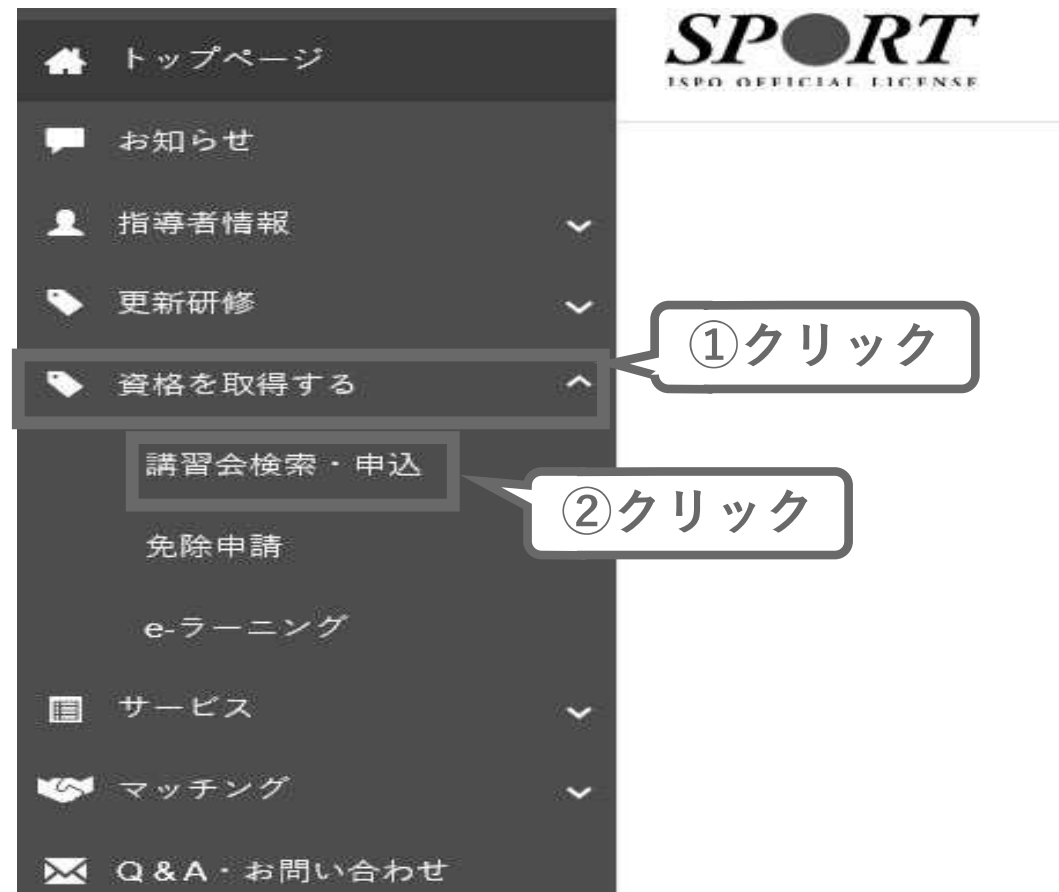 SPORT
ISPO OFFICIAL LICENSE
トップページ
お知らせ
指導者情報
更新研修
①クリック
資格を取得する
講習会検索・申込
②クリック
免除申請
e-ラーニング
サービス
マッチング
Q&A・お問い合わせ